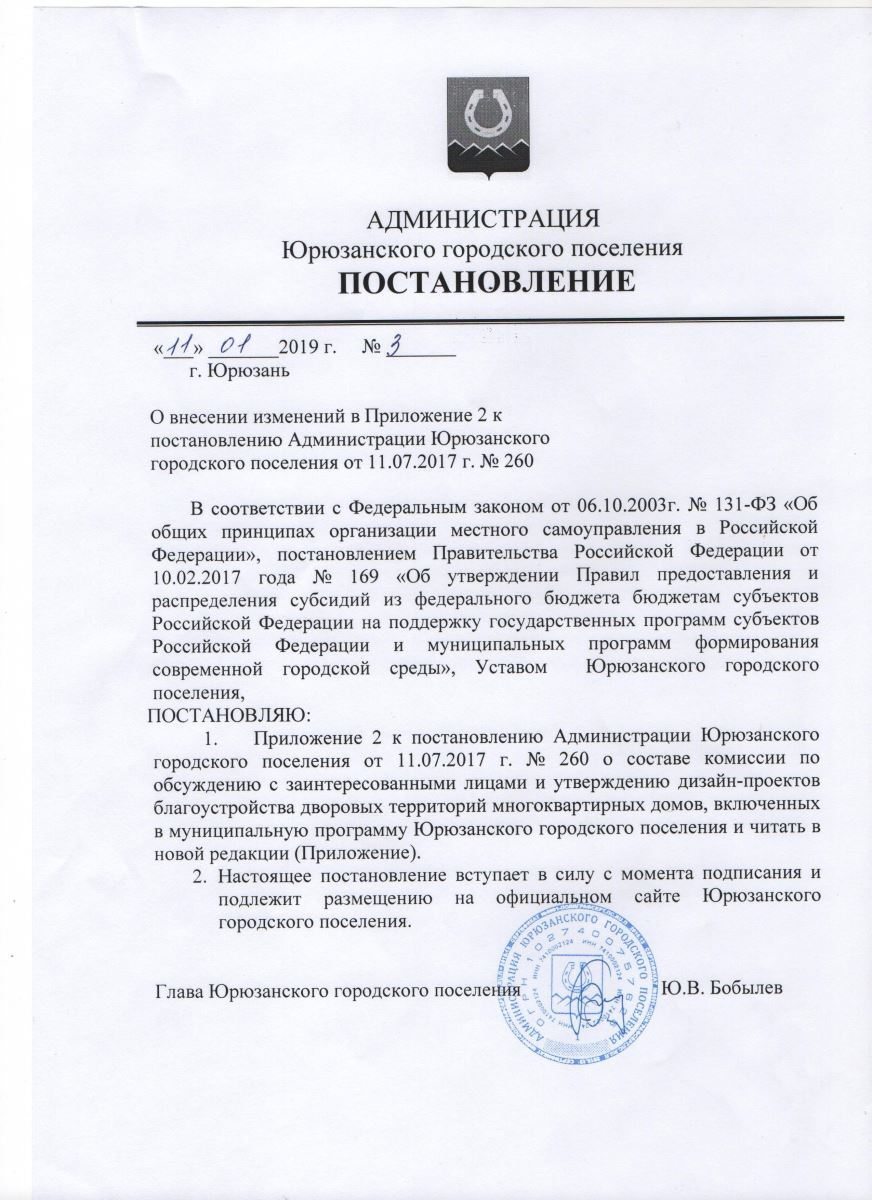 АДМИНИСТРАЦИЯ
Юрюзанского городского поселения
ПОСТАНОВЛЕНИЕ
«11» 01 2019 г. № 3
г. Юрюзань
О внесении изменений в Приложение 2 к
постановлению Администрации Юрюзанского
городского поселения от 11.07.2017 г. № 260
В соответствии с Федеральным законом от 06.10.2003г. № 131-ФЗ «Об
общих принципах организации местного самоуправления в Российской
Федерации», постановлением Правительства Российской Федерации от
10.02.2017 года № 169 «Об утверждении Правил предоставления и
распределения субсидий из федерального бюджета бюджетам субъектов
Российской Федерации на поддержку государственных программ субъектов
Российской Федерации и муниципальных программ формирования
современной городской среды», Уставом Юрюзанского городского
поселения,
ПОСТАНОВЛЯЮ:
1. Приложение 2 к постановлению Администрации Юрюзанского
городского поселения от 11.07.2017 г. № 260 о составе комиссии по
обсуждению с заинтересованными лицами и утверждению дизайн-проектов
благоустройства дворовых территорий многоквартирных домов, включенных
в муниципальную программу Юрюзанского городского поселения и читать в
новой редакции (Приложение).
2. Настоящее постановление вступает в силу с момента подписания и
подлежит размещению на официальном сайте Юрюзанского
городского поселения.
Глава Юрюзанского городского поселения Ю.В. Бобылев
АДМИНИСТРАЦИЯ ЮРЮЗАНСКОГО ГОРОДСКОГО ПОСЕЛЕНИЯ
ИНН 7410002124